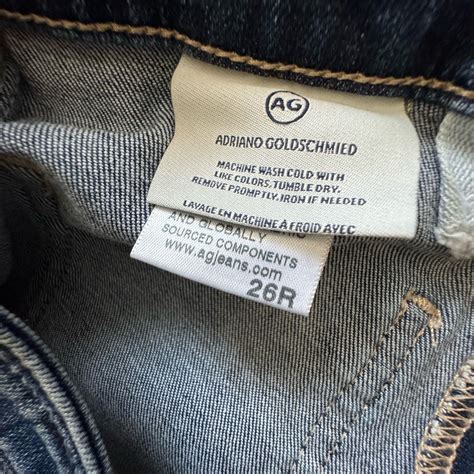 AG
ADRIANO GOLDSCHMIED
MACHINE WASH COLD WITH
LIKE COLORS. TUMBLE DRY.
REMOVE PROMPTLY. IRON IF NEEDED
LAVAGE EN MACHINE À FROID AVEC
AND GLOBALLY
SOURCED COMPONENTS
www.agjeans.com
26R